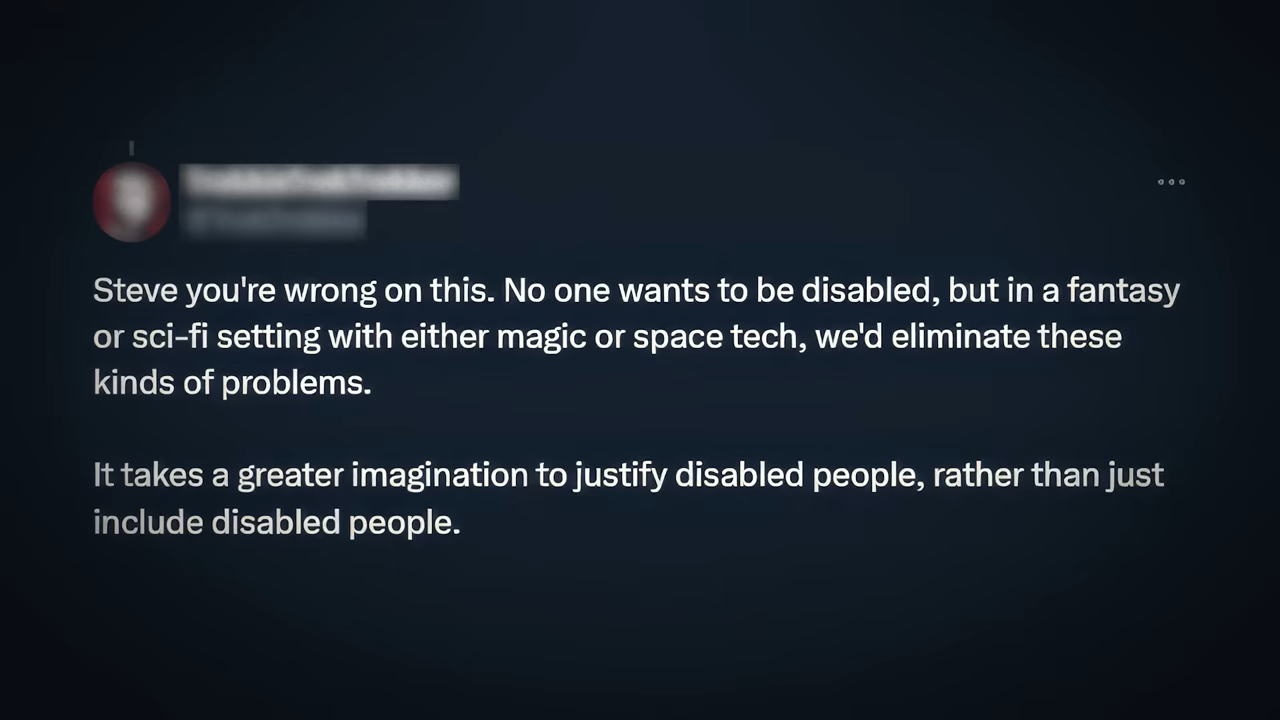 Steve you're wrong on this. No one wants to be disabled, but in a fantasy
or sci-fi setting with either magic or space tech, we'd eliminate these
kinds of problems.
It takes a greater imagination to justify disabled people, rather than just
include disabled people.